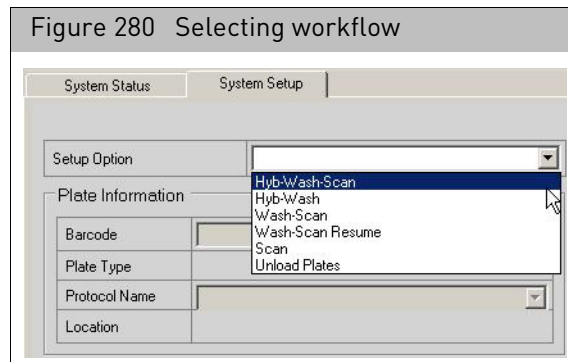 Figure 280 Selecting workflow
System Status System Setup
Setup Option
Hyb-Wash-Scan
Hyb-Wash
Wash-Scan
Wash-Scan Resume
Scan
Unload Plates
Plate Information
Barcode
Plate Type
Protocol Name
Location